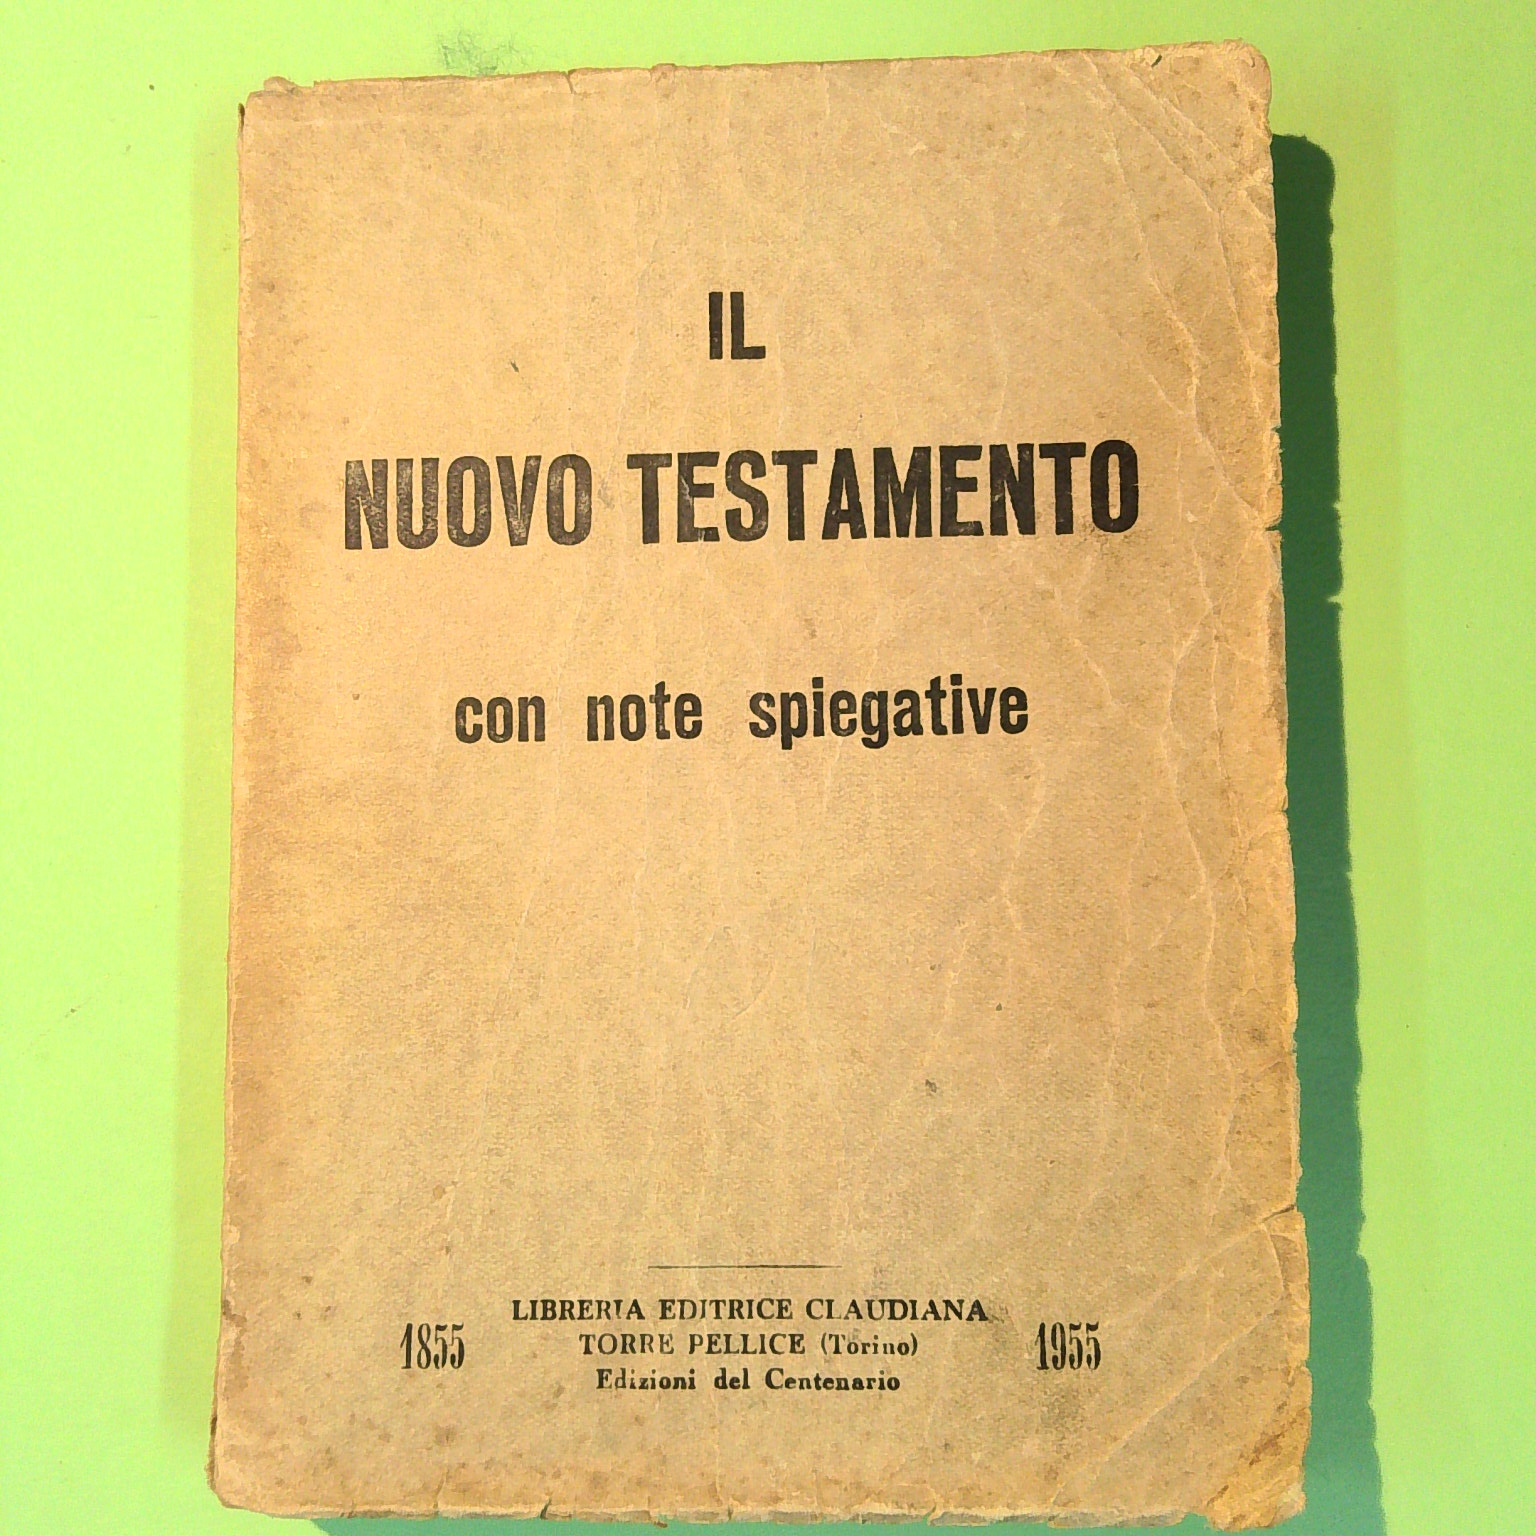 IL
NUOVO TESTAMENTO
con note spiegative
LIBRERIA EDITRICE CLAUDIANA
1855 TORRE PELLICE (Torino) 1955
Edizioni del Centenario